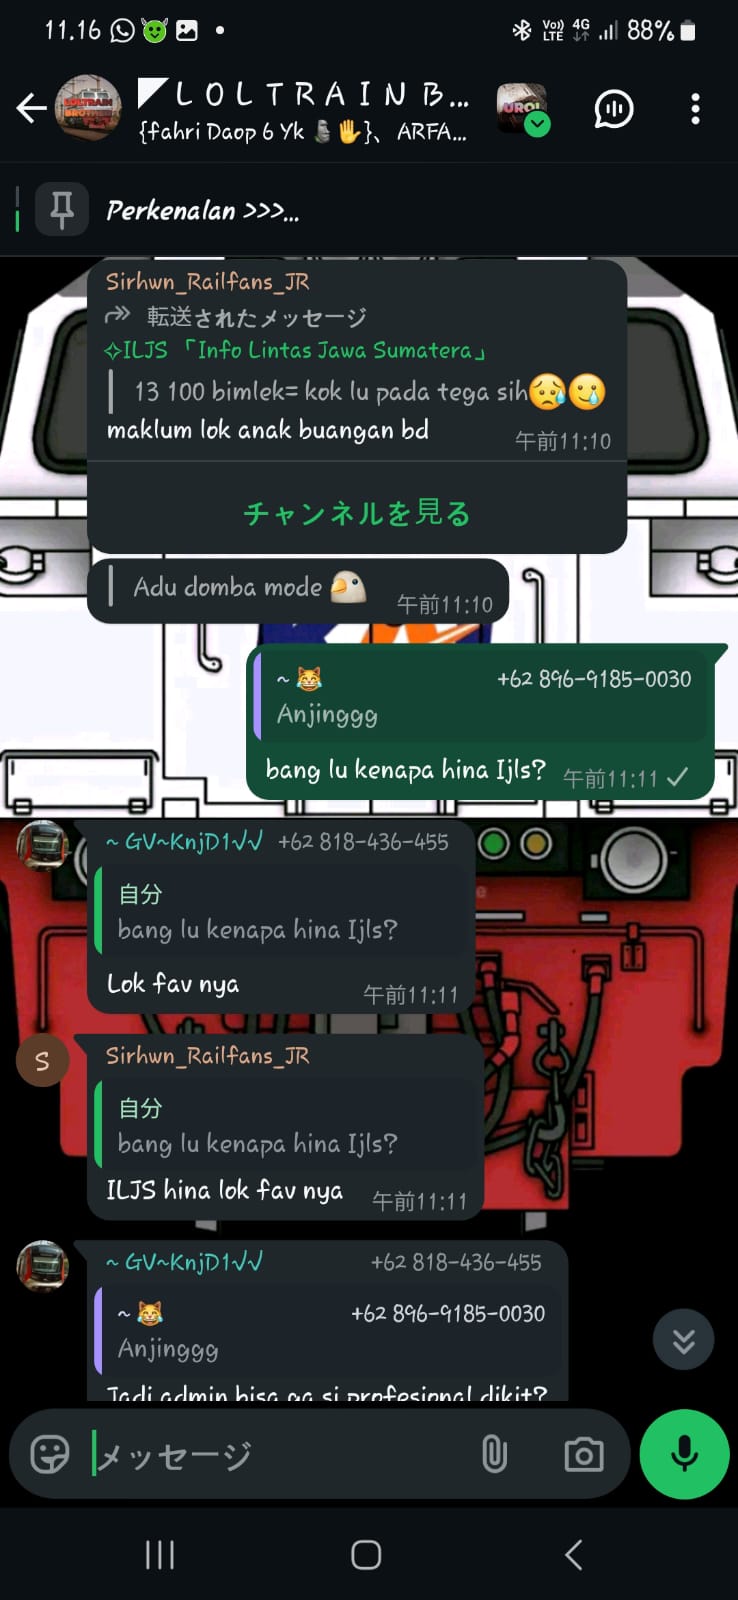 11.16
Vo)) LTE 4G 88%
◤L O L T R A I N B...
{fahri Daop 6 Yk 🗿🖐}、 ARFA...
Perkenalan >>>...
Sirhwn_Railfans_JR
転送されたメッセージ
✧ILJS 「Info Lintas Jawa Sumatera」
13 100 bimlek= kok lu pada tega sih😥🥲
maklum lok anak buangan bd
午前11:10
チャンネルを見る
Adu domba mode
午前11:10
~ 😹 +62 896-9185-0030
Anjinggg
bang lu kenapa hina Ijls? 午前11:11
~ GV~KnjD1√√ +62 818-436-455
自分
bang lu kenapa hina Ijls?
Lok fav nya
午前11:11
S
Sirhwn_Railfans_JR
自分
bang lu kenapa hina Ijls?
ILJS hina lok fav nya
午前11:11
~ GV~KnjD1√√ +62 818-436-455
~ 😹 +62 896-9185-0030
Anjinggg
Jadi admin bisa ga si profesional dikit?
メッセージ